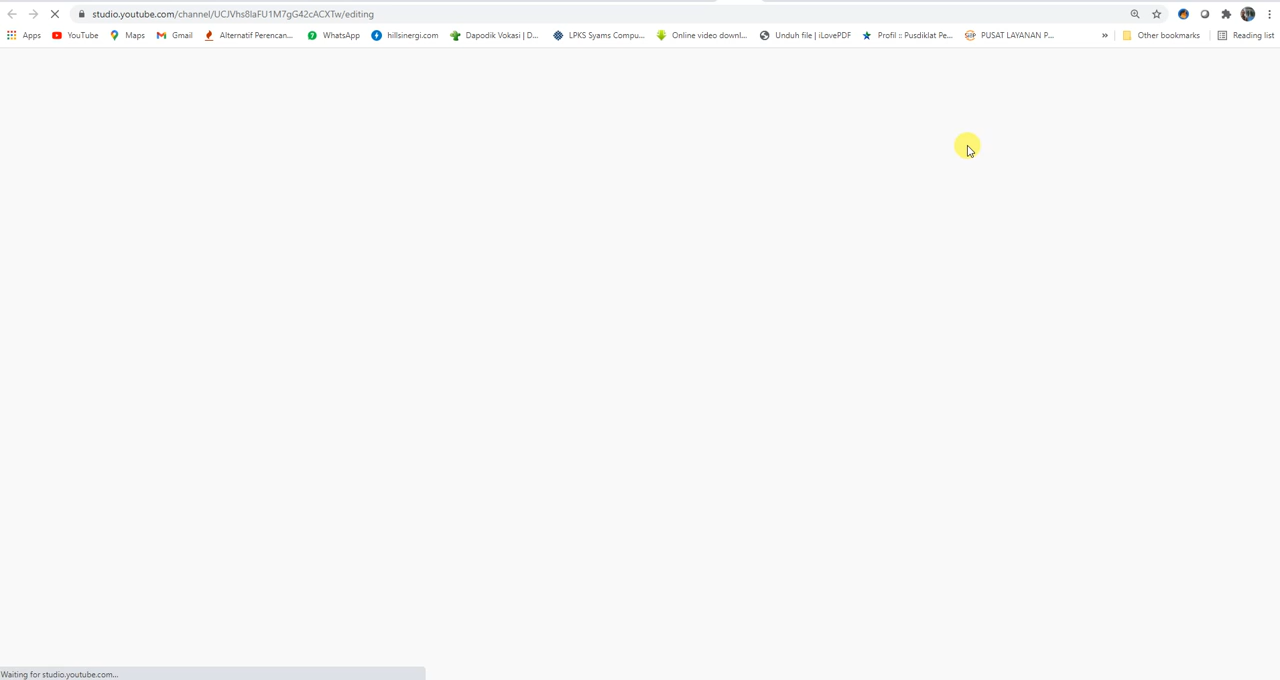 studio.youtube.com/channel/UCJVhs8laFU1M7gG42cACXTw/editing
Apps YouTube Maps Gmail Alternatif Perencan... WhatsApp hillsinergi.com Dapodik Vokasi | D... LPKS Syams Compu... Online video downl... Unduh file | iLovePDF Profil :: Pusdiklat Pe... PUSAT LAYANAN P... » Other bookmarks Reading list
Waiting for studio.youtube.com...